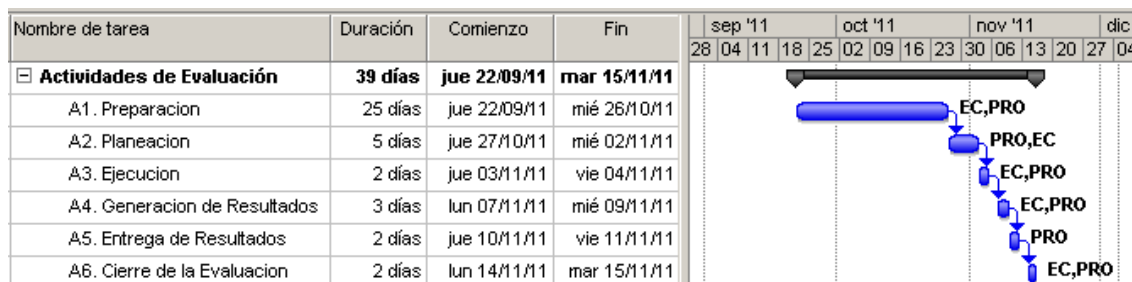 Nombre de tarea Duración Comienzo Fin sep '11 oct '11 nov '11 dic
28 04 11 18 25 02 09 16 23 30 06 13 20 27 04
Actividades de Evaluación 39 días jue 22/09/11 mar 15/11/11
A1. Preparacion 25 días jue 22/09/11 mié 26/10/11 EC,PRO
A2. Planeacion 5 días jue 27/10/11 mié 02/11/11 PRO,EC
A3. Ejecucion 2 días jue 03/11/11 vie 04/11/11 EC,PRO
A4. Generacion de Resultados 3 días lun 07/11/11 mié 09/11/11 EC,PRO
A5. Entrega de Resultados 2 días jue 10/11/11 vie 11/11/11 PRO
A6. Cierre de la Evaluacion 2 días lun 14/11/11 mar 15/11/11 EC,PRO